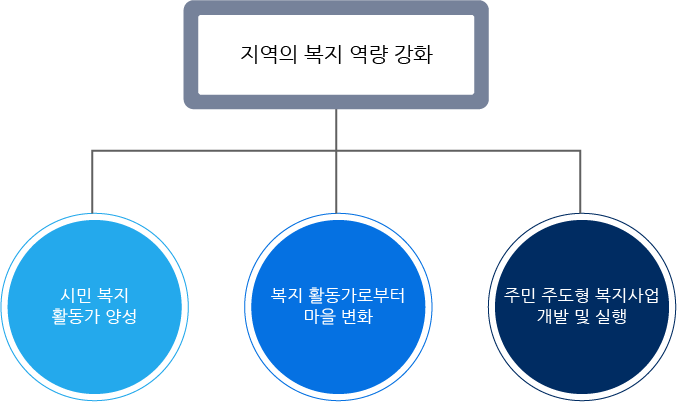 지역의 복지 역량 강화
시민 복지
활동가 양성
복지 활동가로부터
마을 변화
주민 주도형 복지사업
개발 및 실행